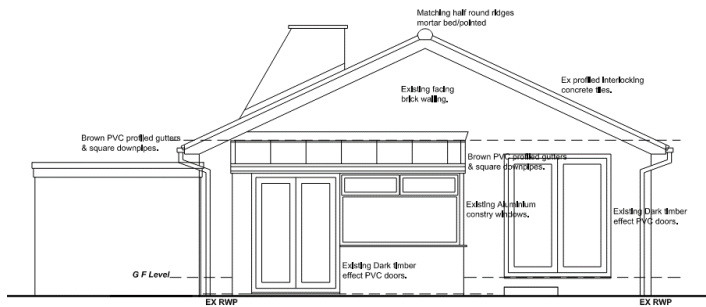 Matching half round ridges
mortar bed/pointed
Existing facing
brick walling.
Ex profiled interlocking
concrete tiles.
Brown PVC profiled gutters
& square downpipes.
Brown PVC profiled gutters
& square downpipes.
Existing Aluminium
constry windows.
Existing Dark timber
effect PVC doors.
Existing Dark timber
effect PVC doors.
G F Level
EX RWP
EX RWP